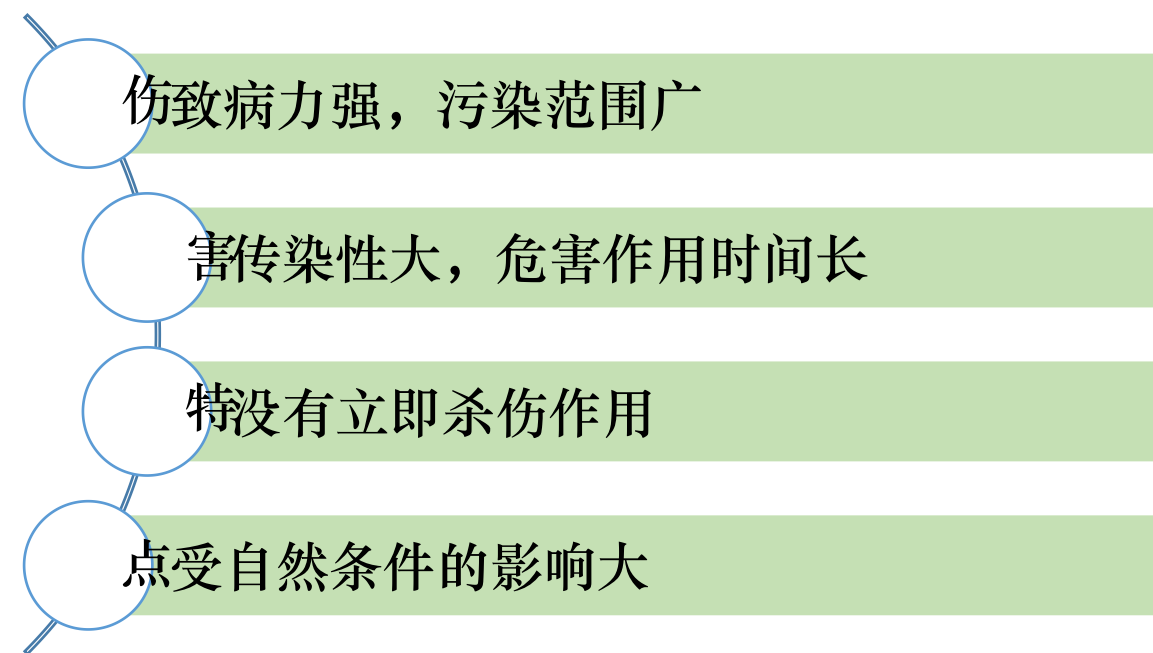 伤致病力强，污染范围广
害传染性大，危害作用时间长
特没有立即杀伤作用
点受自然条件的影响大